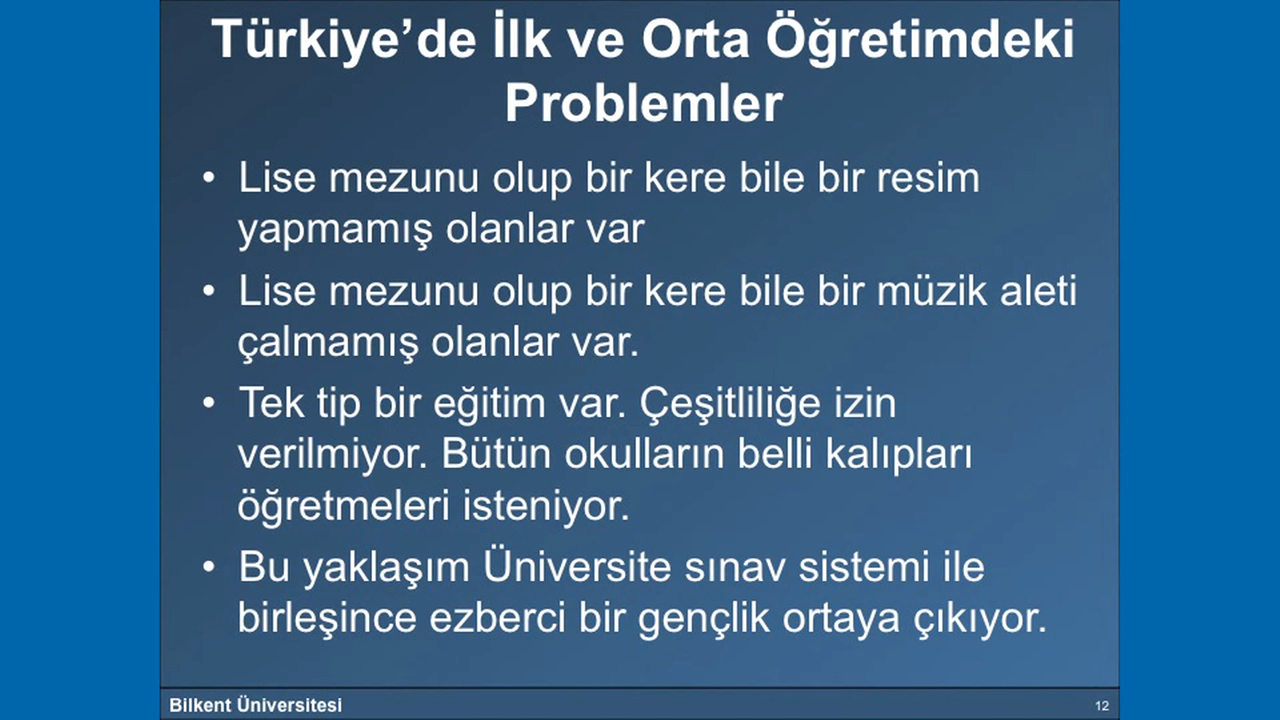 Türkiye’de İlk ve Orta Öğretimdeki
Problemler
• Lise mezunu olup bir kere bile bir resim
yapmamış olanlar var
• Lise mezunu olup bir kere bile bir müzik aleti
çalmamış olanlar var.
• Tek tip bir eğitim var. Çeşitliliğe izin
verilmiyor. Bütün okulların belli kalıpları
öğretmeleri isteniyor.
• Bu yaklaşım Üniversite sınav sistemi ile
birleşince ezberci bir gençlik ortaya çıkıyor.
Bilkent Üniversitesi
12